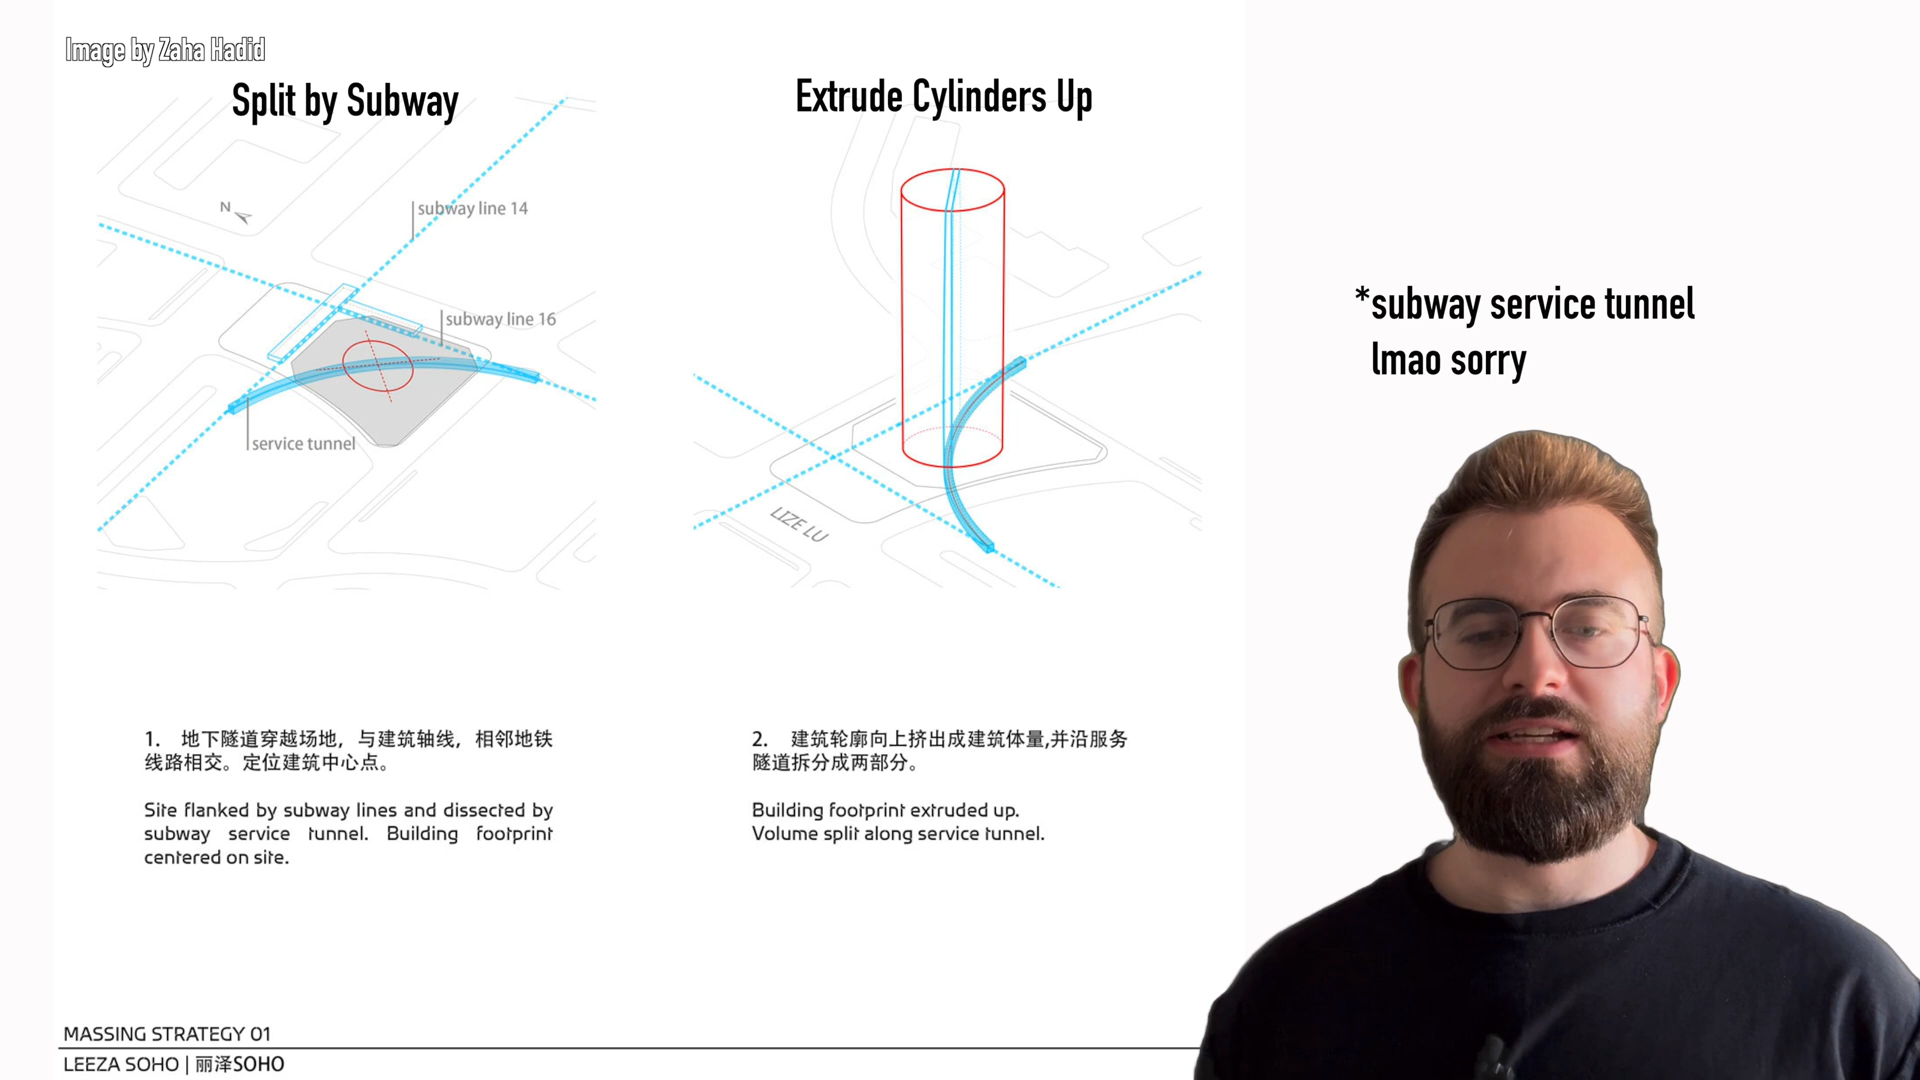 Image by Zaha Hadid
Split by Subway
Extrude Cylinders Up
N
subway line 14
subway line 16
service tunnel
LIZE LU
*subway service tunnel
lmao sorry
1. 地下隧道穿越场地，与建筑轴线，相邻地铁
线路相交。定位建筑中心点。
Site flanked by subway lines and dissected by
subway service tunnel. Building footprint
centered on site.
2. 建筑轮廓向上挤出成建筑体量,并沿服务
隧道拆分成两部分。
Building footprint extruded up.
Volume split along service tunnel.
MASSING STRATEGY 01
LEEZA SOHO | 丽泽SOHO